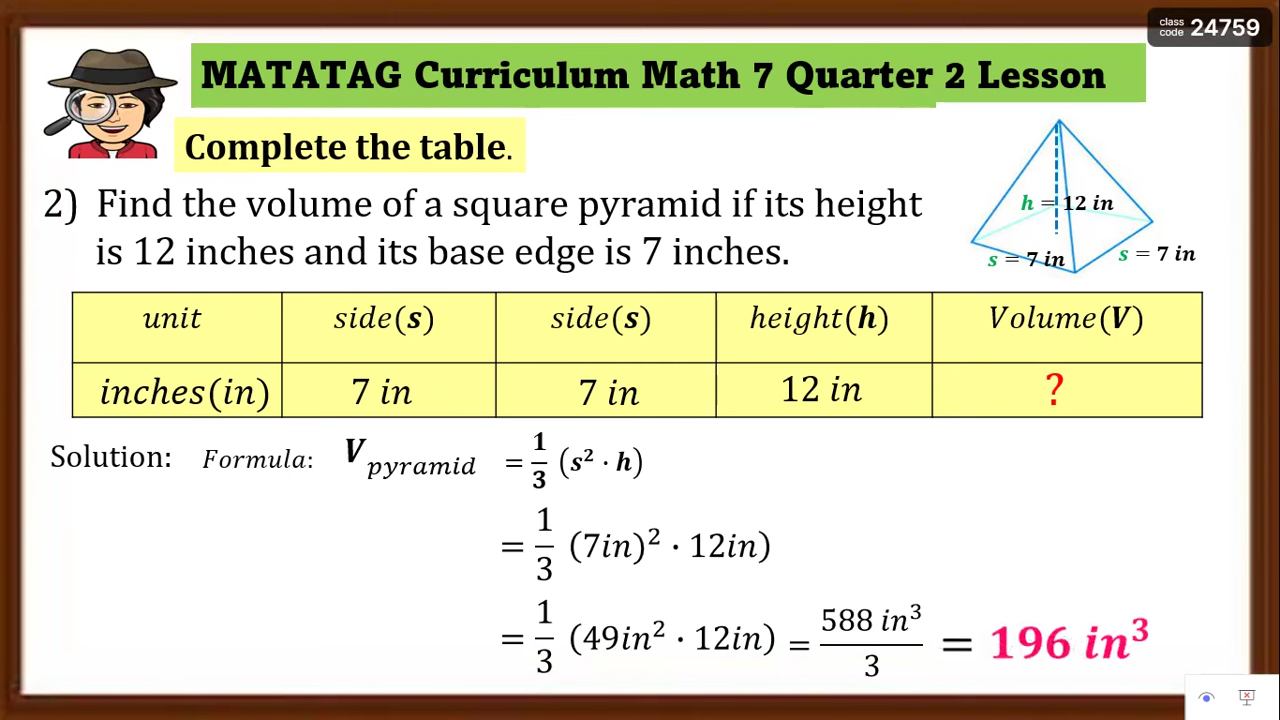 class code 24759
MATATAG Curriculum Math 7 Quarter 2 Lesson
Complete the table.
2) Find the volume of a square pyramid if its height
is 12 inches and its base edge is 7 inches.
h = 12 in
s = 7 in
s = 7 in
unit side(s) side(s) height(h) Volume(V)
inches(in) 7 in 7 in 12 in ?
Solution: Formula: V pyramid = 1/3 (s² · h)
= 1/3 (7in)² · 12in)
= 1/3 (49in² · 12in) = 588 in³/3 = 196 in³